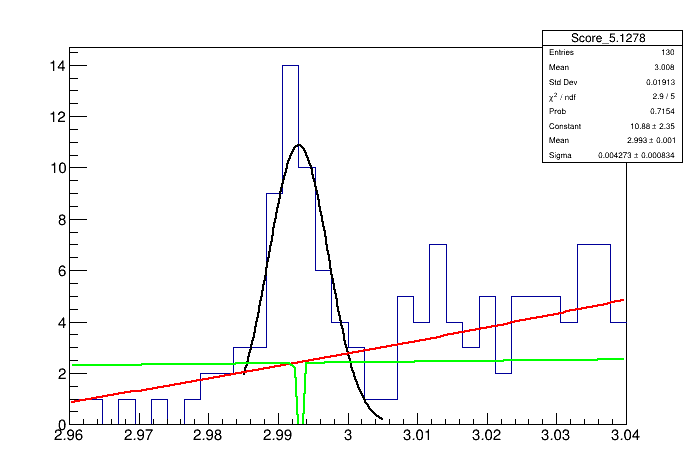 Score_5.1278
Entries 130
Mean 3.008
Std Dev 0.01913
χ² / ndf 2.9 / 5
Prob 0.7154
Constant 10.88 ± 2.35
Mean 2.993 ± 0.001
Sigma 0.004273 ± 0.000834
14
12
10
8
6
4
2
0
2.96 2.97 2.98 2.99 3 3.01 3.02 3.03 3.04